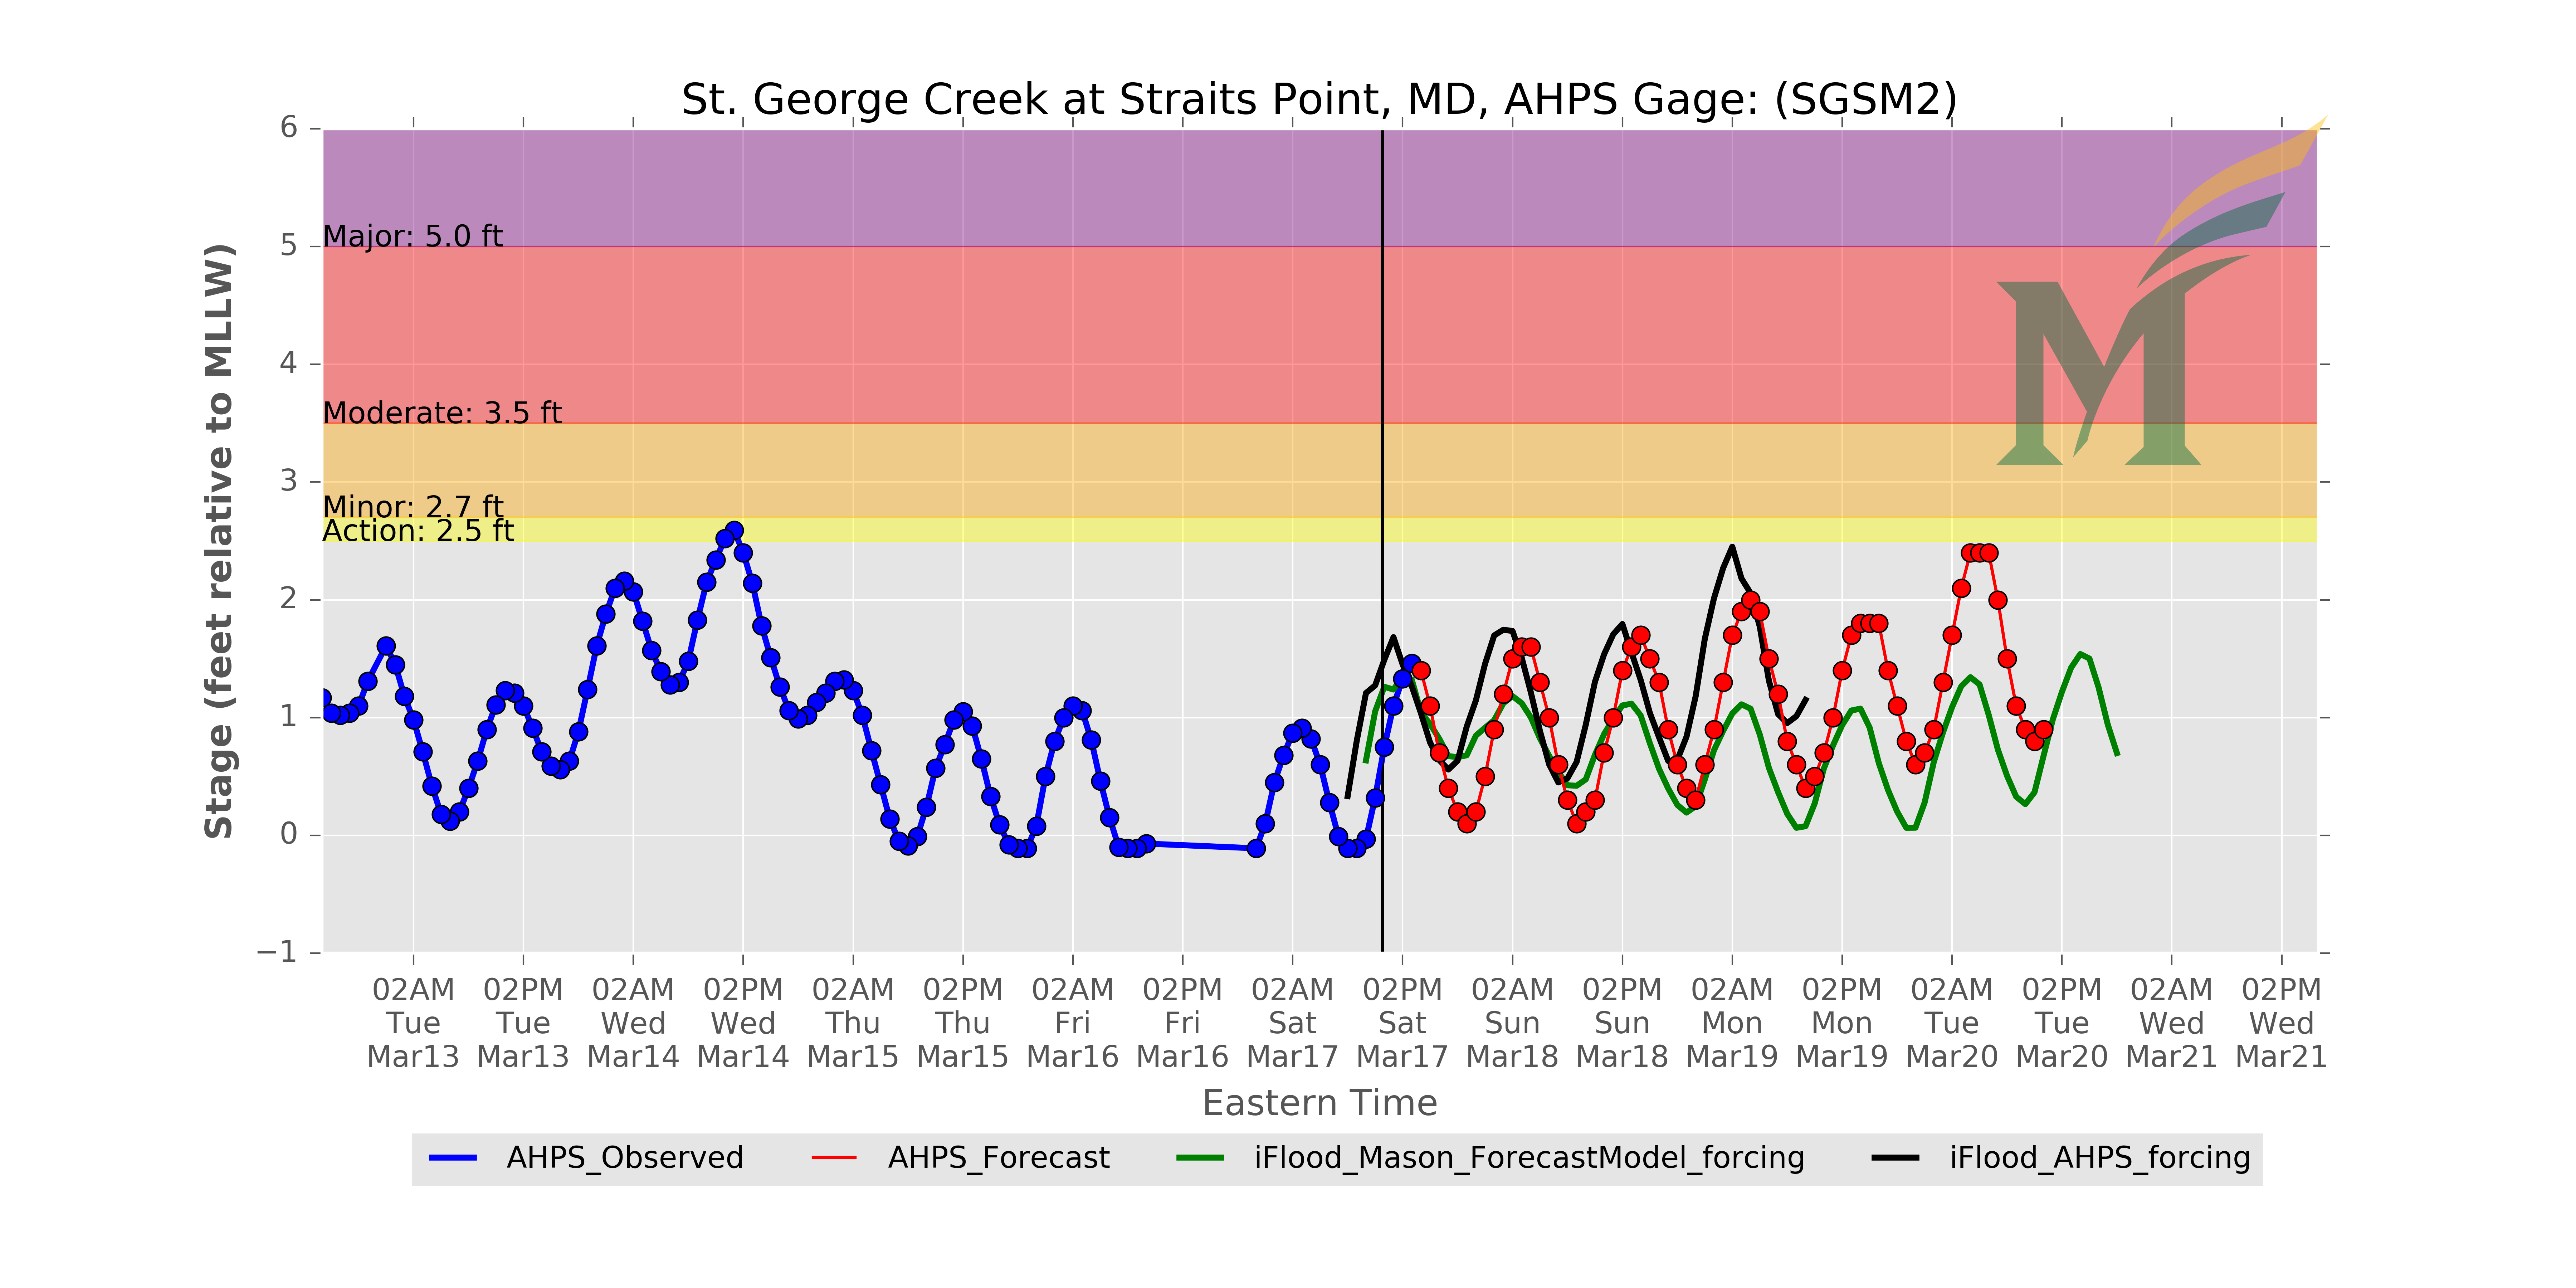 St. George Creek at Straits Point, MD, AHPS Gage: (SGSM2)
Stage (feet relative to MLLW)
6
5
4
3
2
1
0
−1
Major: 5.0 ft
Moderate: 3.5 ft
Minor: 2.7 ft
Action: 2.5 ft
M
02AM 02PM 02AM 02PM 02AM 02PM 02AM 02PM 02AM 02PM 02AM 02PM 02AM 02PM 02AM 02PM 02AM 02PM
Tue Tue Wed Wed Thu Thu Fri Fri Sat Sat Sun Sun Mon Mon Tue Tue Wed Wed
Mar13 Mar13 Mar14 Mar14 Mar15 Mar15 Mar16 Mar16 Mar17 Mar17 Mar18 Mar18 Mar19 Mar19 Mar20 Mar20 Mar21 Mar21
Eastern Time
AHPS_Observed AHPS_Forecast iFlood_Mason_ForecastModel_forcing iFlood_AHPS_forcing